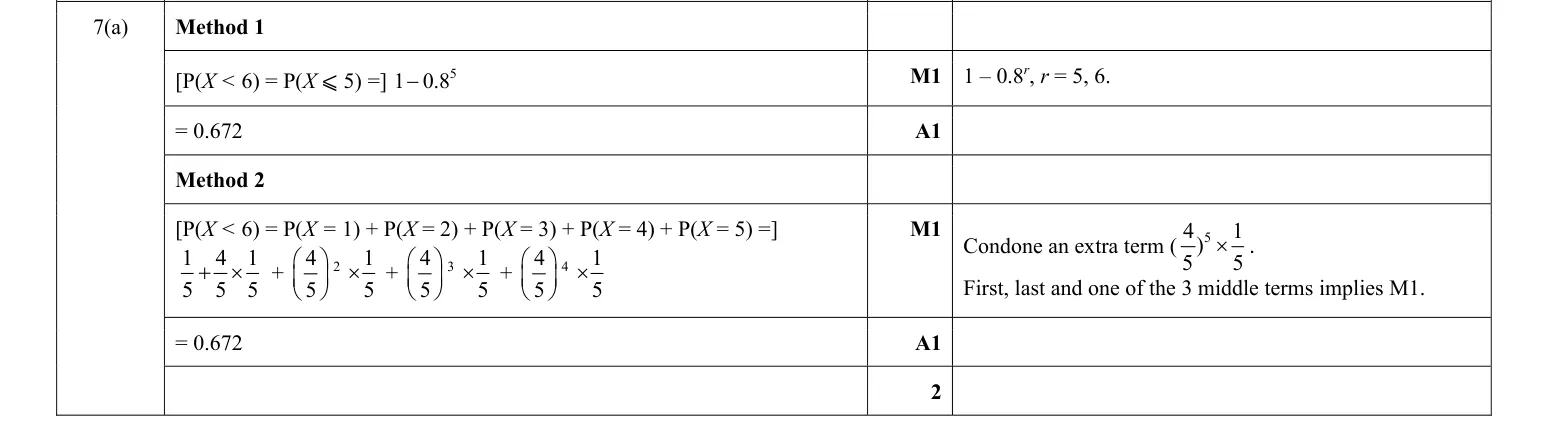 7(a) Method 1
[P(X < 6) = P(X ⩽ 5) =] 1 – 0.8⁵ M1 1 – 0.8ʳ, r = 5, 6.
= 0.672 A1
Method 2
[P(X < 6) = P(X = 1) + P(X = 2) + P(X = 3) + P(X = 4) + P(X = 5) =] M1
1/5 + 4/5 × 1/5 + (4/5)² × 1/5 + (4/5)³ × 1/5 + (4/5)⁴ × 1/5
Condone an extra term (4/5)⁵ × 1/5 .
First, last and one of the 3 middle terms implies M1.
= 0.672 A1
2